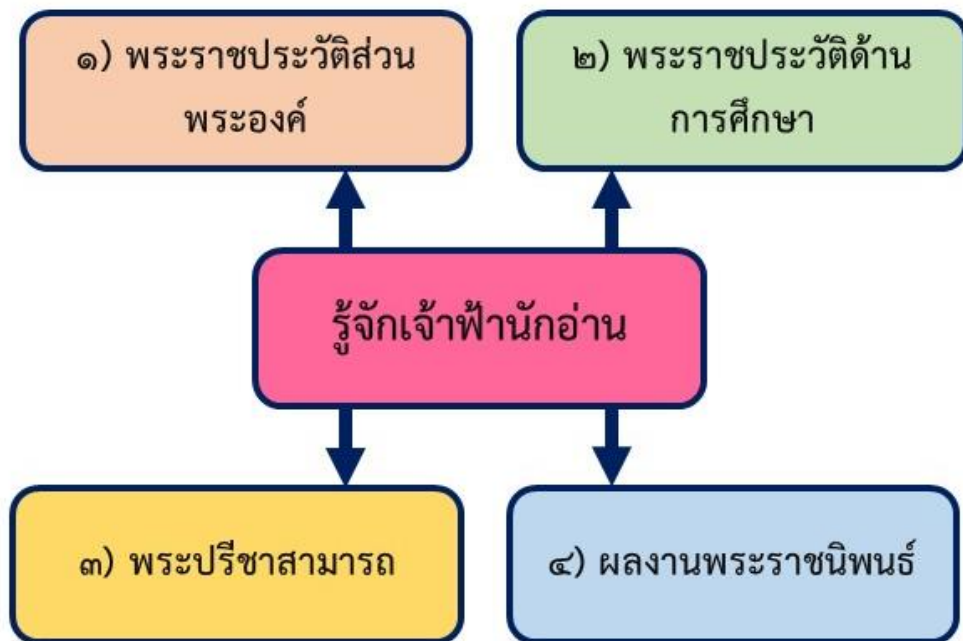 ๑) พระราชประวัติส่วน
พระองค์
๒) พระราชประวัติด้าน
การศึกษา
รู้จักเจ้าฟ้านักอ่าน
๓) พระปรีชาสามารถ
๔) ผลงานพระราชนิพนธ์